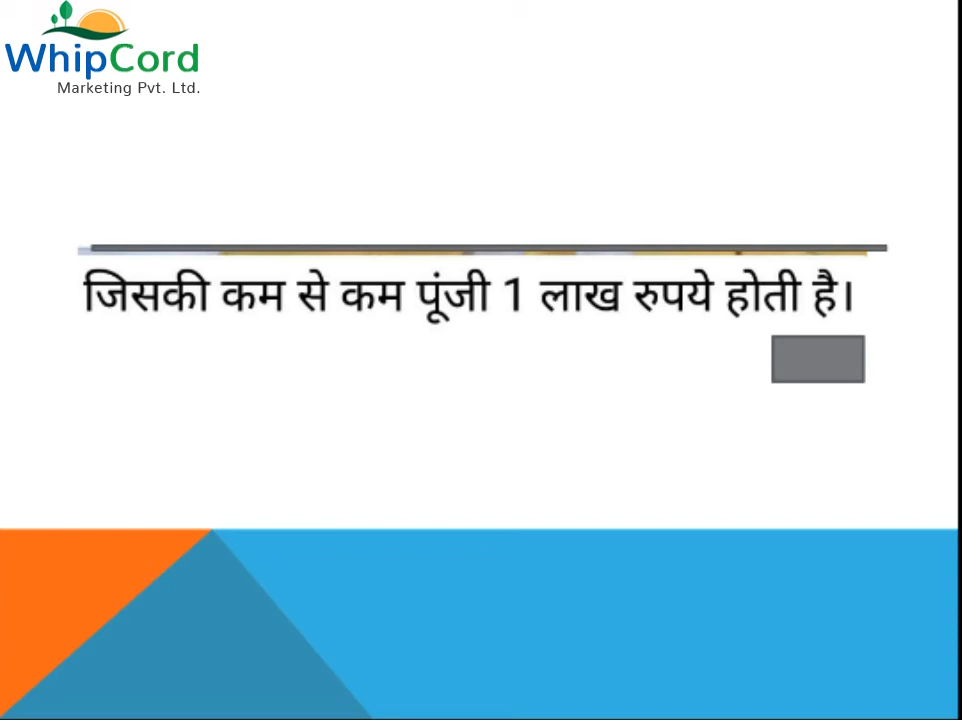 WhipCord
Marketing Pvt. Ltd.
जिसकी कम से कम पूंजी 1 लाख रुपये होती है।